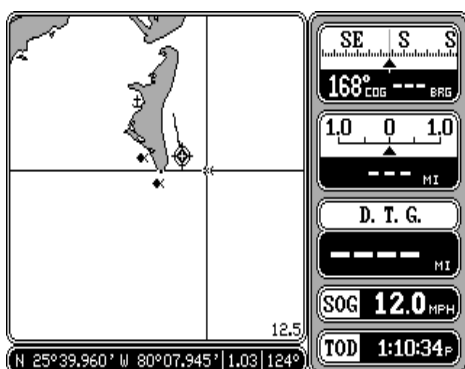 SE S S
168° COG --- BRG
1.0 0 1.0
--- MI
D. T. G.
---- MI
SOG 12.0 MPH
TOD 1:10:34P
12.5
N 25°39.960' W 80°07.945' 1.03 124°